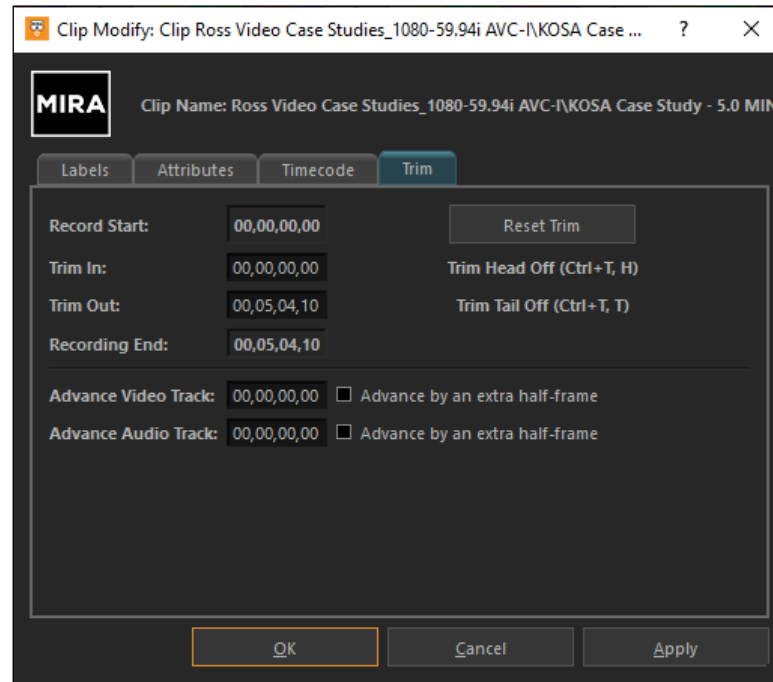 Clip Modify: Clip Ross Video Case Studies_1080-59.94i AVC-I\KOSA Case ... ? ×
MIRA Clip Name: Ross Video Case Studies_1080-59.94i AVC-I\KOSA Case Study - 5.0 MIN
Labels Attributes Timecode Trim
Record Start: 00,00,00,00 Reset Trim
Trim In: 00,00,00,00 Trim Head Off (Ctrl+T, H)
Trim Out: 00,05,04,10 Trim Tail Off (Ctrl+T, T)
Recording End: 00,05,04,10
Advance Video Track: 00,00,00,00 Advance by an extra half-frame
Advance Audio Track: 00,00,00,00 Advance by an extra half-frame
OK Cancel Apply